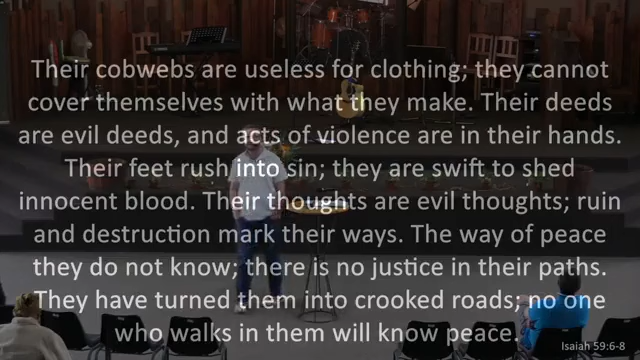 Their cobwebs are useless for clothing; they cannot
cover themselves with what they make. Their deeds
are evil deeds, and acts of violence are in their hands.
Their feet rush into sin; they are swift to shed
innocent blood. Their thoughts are evil thoughts; ruin
and destruction mark their ways. The way of peace
they do not know; there is no justice in their paths.
They have turned them into crooked roads; no one
who walks in them will know peace.
Isaiah 59:6-8